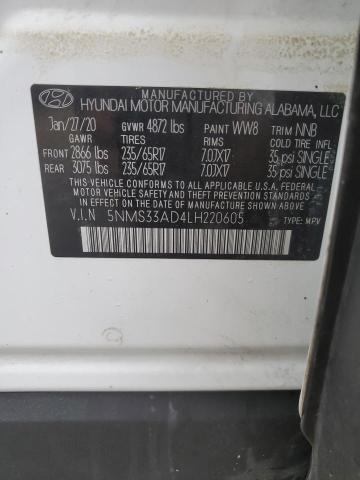 MANUFACTURED BY
HYUNDAI MOTOR MANUFACTURING ALABAMA, LLC
Jan/27/20 GVWR 4872 lbs PAINT WW8 TRIM NNB
GAWR TIRES RIMS COLD TIRE INFL
FRONT 2866 lbs 235/65R17 7.0JX17 35 psi SINGLE
REAR 3075 lbs 235/65R17 7.0JX17 35 psi SINGLE
THIS VEHICLE CONFORMS TO ALL APPLICABLE FEDERAL
MOTOR VEHICLE SAFETY AND THEFT PREVENTION
STANDARDS IN EFFECT ON THE DATE OF MANUFACTURE SHOWN ABOVE.
V.I.N 5NMS33AD4LH220605 TYPE: MPV